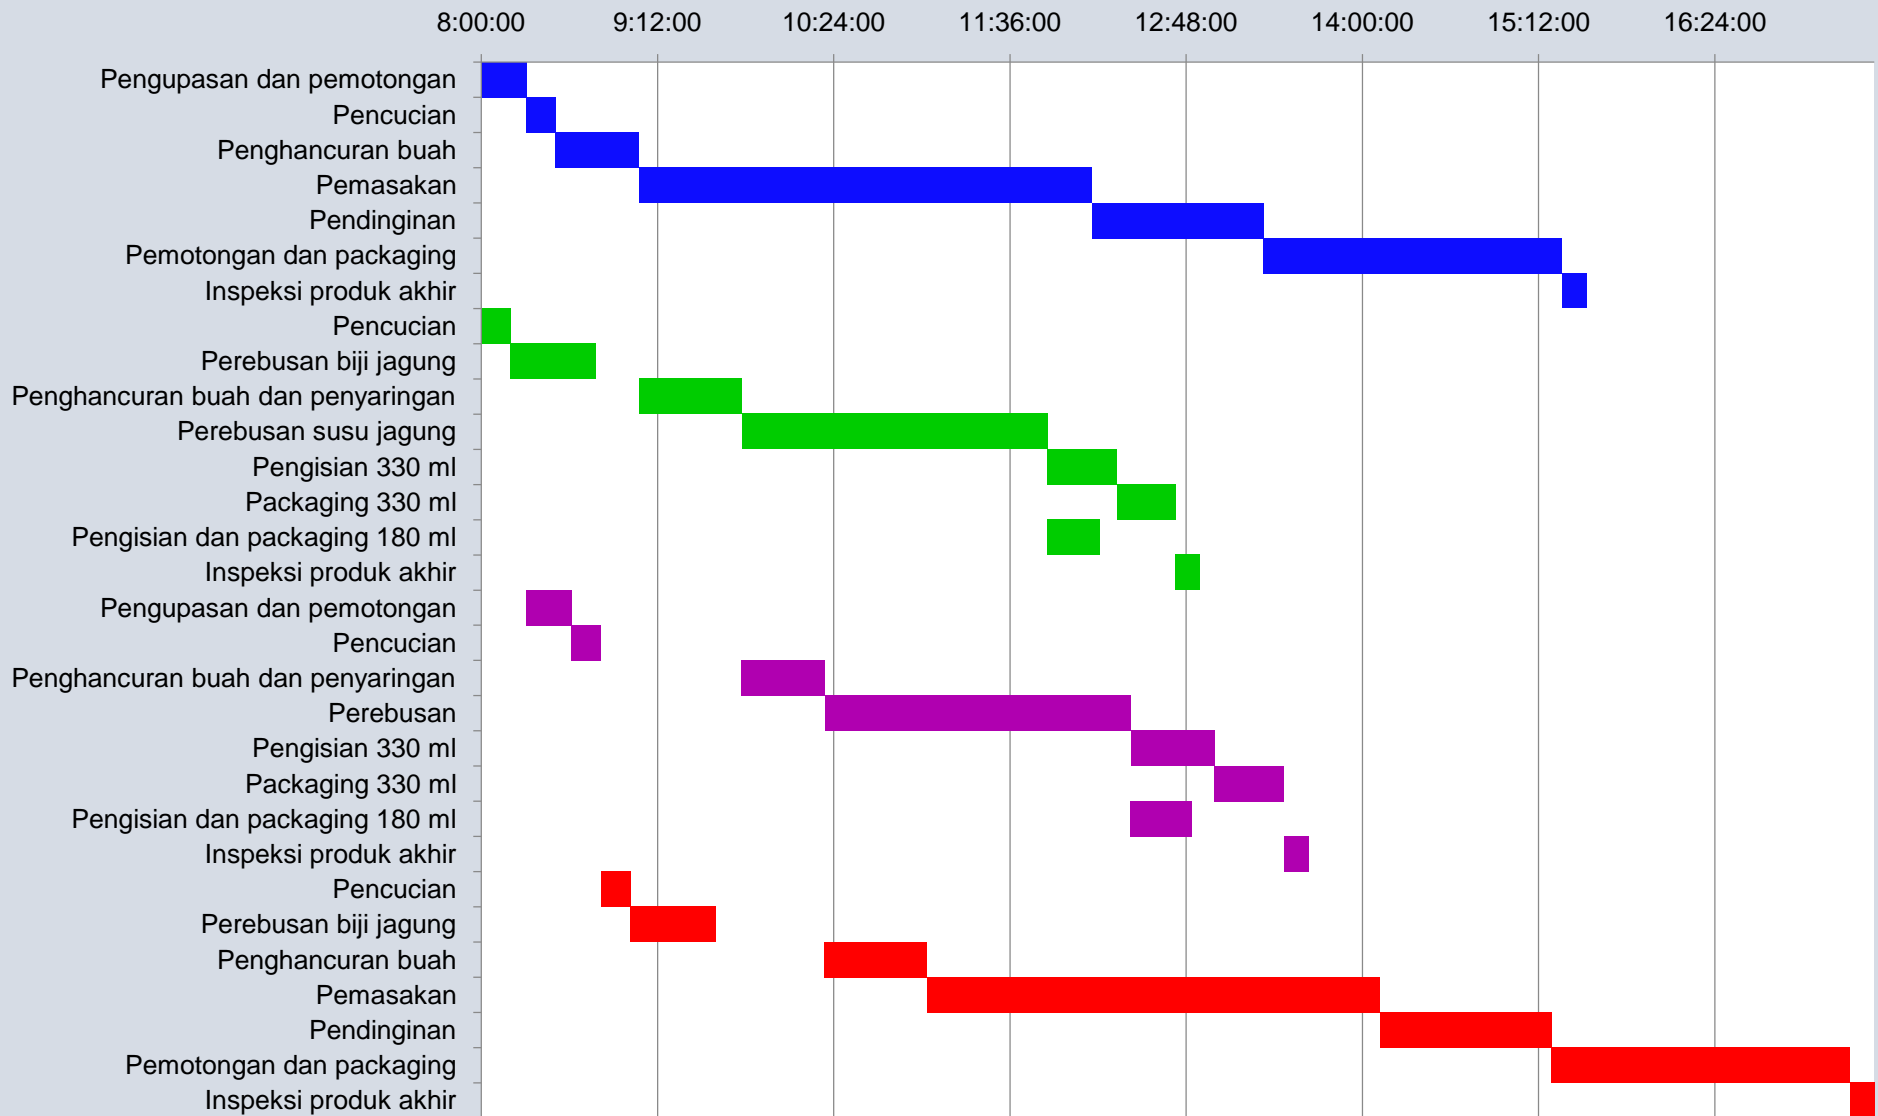 8:00:00 9:12:00 10:24:00 11:36:00 12:48:00 14:00:00 15:12:00 16:24:00
Pengupasan dan pemotongan
Pencucian
Penghancuran buah
Pemasakan
Pendinginan
Pemotongan dan packaging
Inspeksi produk akhir
Pencucian
Perebusan biji jagung
Penghancuran buah dan penyaringan
Perebusan susu jagung
Pengisian 330 ml
Packaging 330 ml
Pengisian dan packaging 180 ml
Inspeksi produk akhir
Pengupasan dan pemotongan
Pencucian
Penghancuran buah dan penyaringan
Perebusan
Pengisian 330 ml
Packaging 330 ml
Pengisian dan packaging 180 ml
Inspeksi produk akhir
Pencucian
Perebusan biji jagung
Penghancuran buah
Pemasakan
Pendinginan
Pemotongan dan packaging
Inspeksi produk akhir